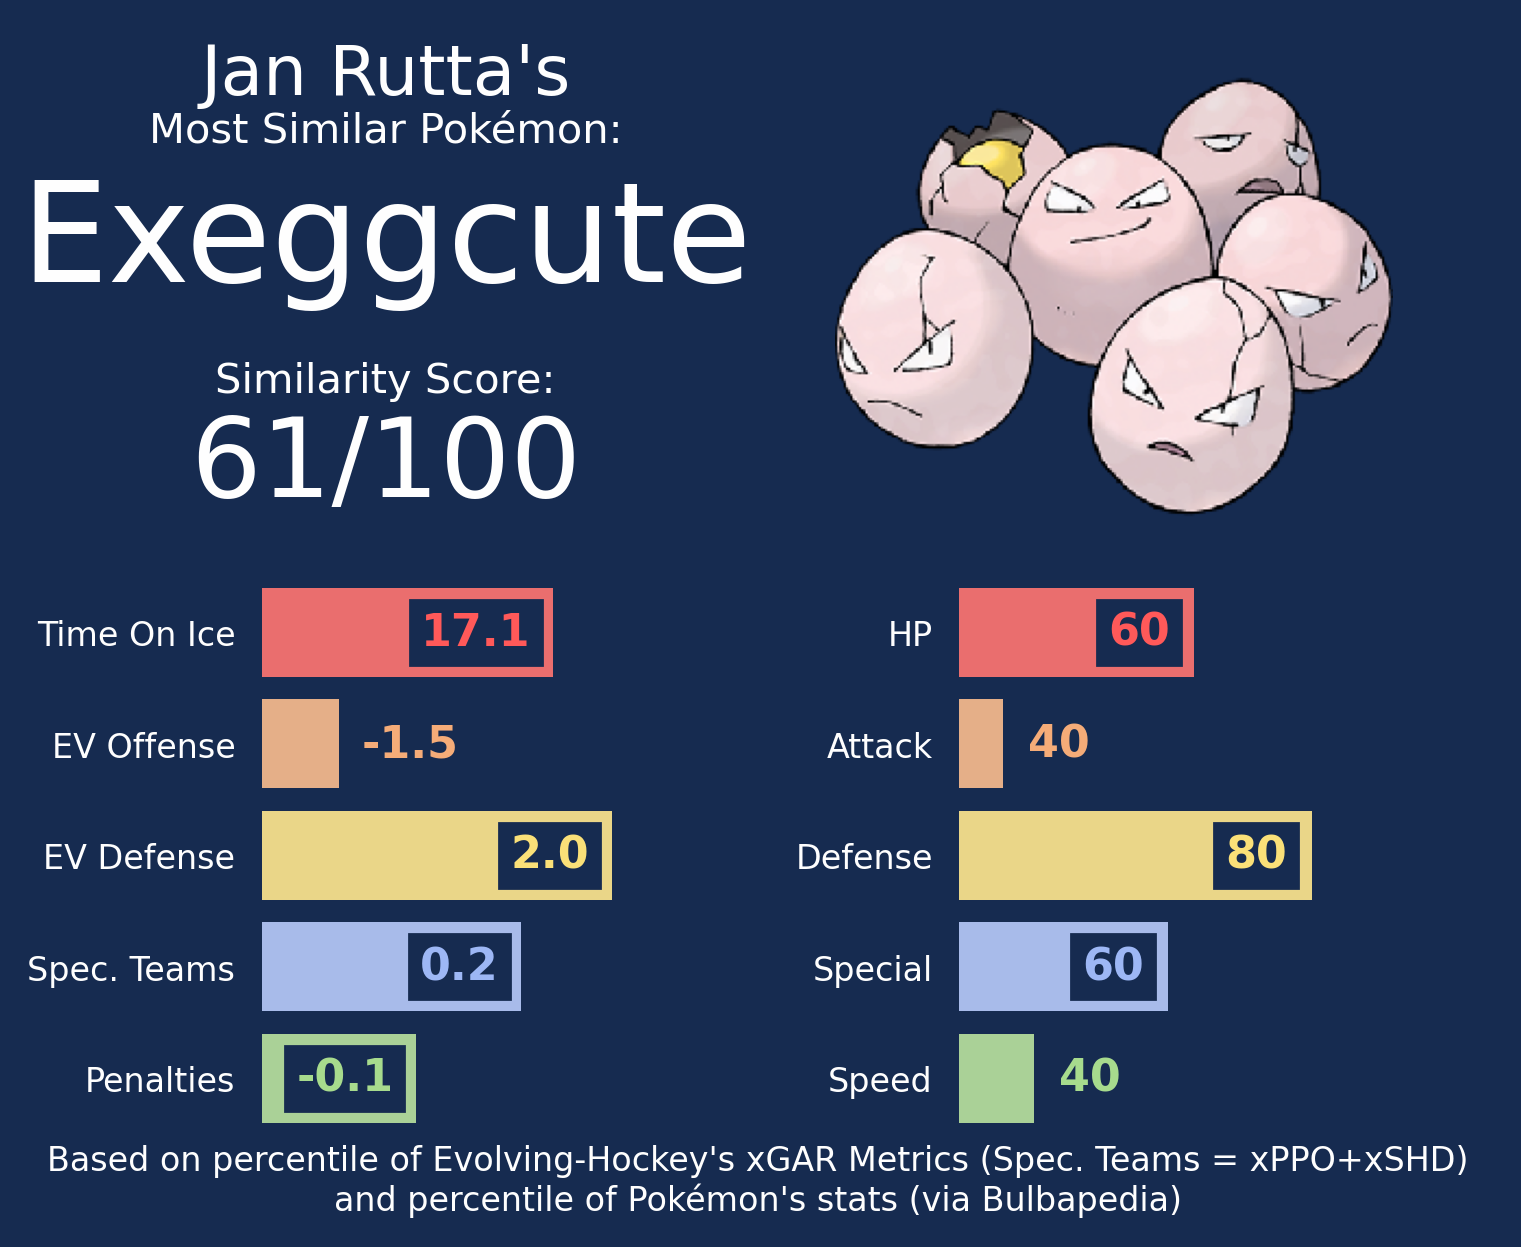 Jan Rutta's
Most Similar Pokémon:
Exeggcute
Similarity Score:
61/100
Time On Ice 17.1
EV Offense -1.5
EV Defense 2.0
Spec. Teams 0.2
Penalties -0.1
HP 60
Attack 40
Defense 80
Special 60
Speed 40
Based on percentile of Evolving-Hockey's xGAR Metrics (Spec. Teams = xPPO+xSHD)
and percentile of Pokémon's stats (via Bulbapedia)